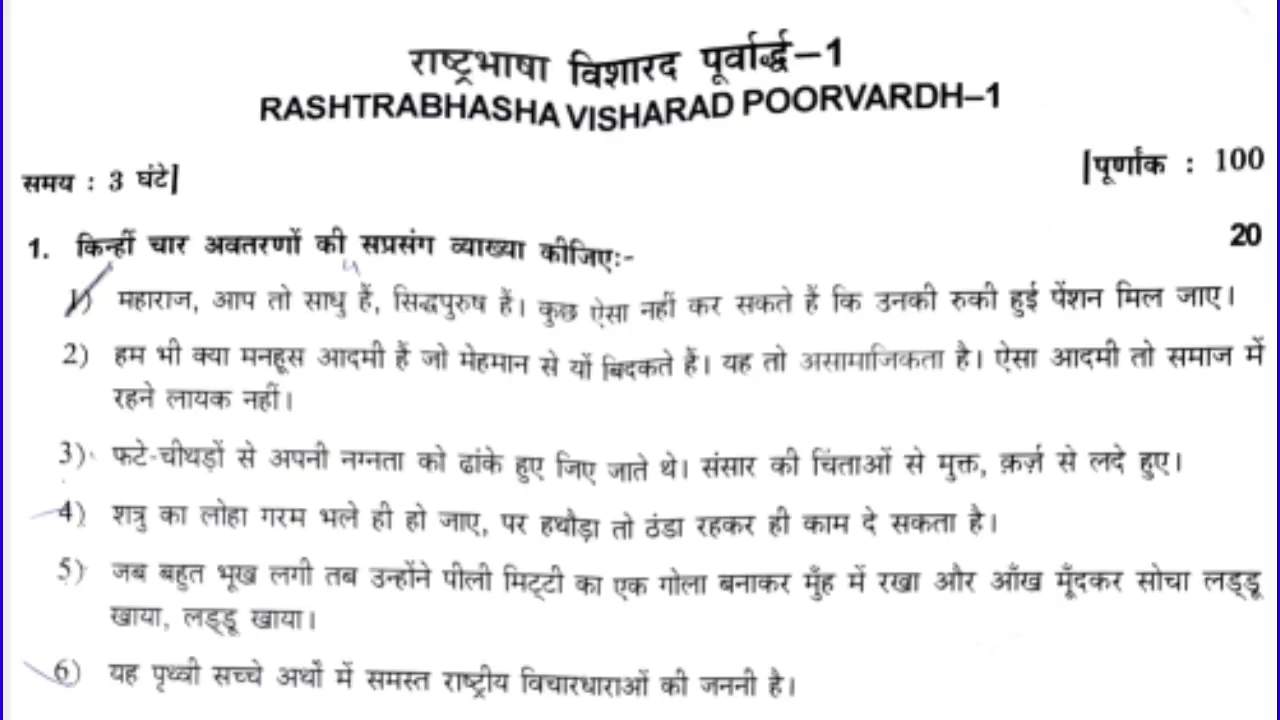 राष्ट्रभाषा विशारद पूर्वार्द्ध–1
RASHTRABHASHA VISHARAD POORVARDH–1
समय : 3 घंटे]
[पूर्णांक : 100
1. किन्हीं चार अवतरणों की सप्रसंग व्याख्या कीजिए:- 20
1) महाराज, आप तो साधु हैं, सिद्धपुरुष हैं। कुछ ऐसा नहीं कर सकते हैं कि उनकी रुकी हुई पेंशन मिल जाए।
2) हम भी क्या मनहूस आदमी हैं जो मेहमान से यों बिदकते हैं। यह तो असामाजिकता है। ऐसा आदमी तो समाज में
रहने लायक नहीं।
3) फटे-चीथड़ों से अपनी नग्नता को ढांके हुए जिए जाते थे। संसार की चिंताओं से मुक्त, क़र्ज़ से लदे हुए।
4) शत्रु का लोहा गरम भले ही हो जाए, पर हथौड़ा तो ठंडा रहकर ही काम दे सकता है।
5) जब बहुत भूख लगी तब उन्होंने पीली मिट्टी का एक गोला बनाकर मुँह में रखा और आँख मूँदकर सोचा लड्डू
खाया, लड्डू खाया।
6) यह पृथ्वी सच्चे अर्थों में समस्त राष्ट्रीय विचारधाराओं की जननी है।